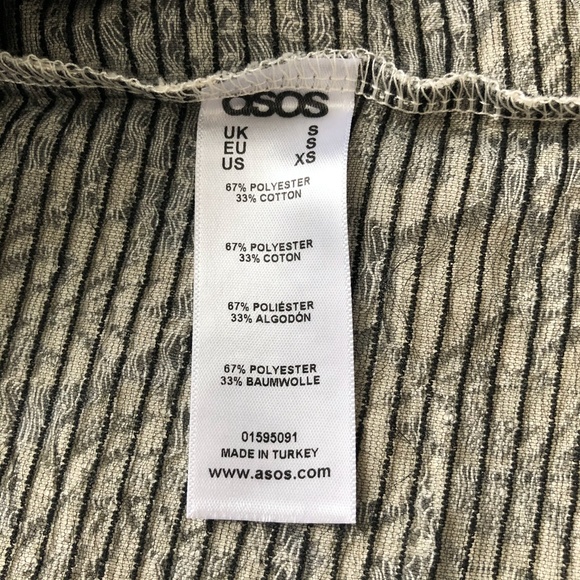 asos
UK S
EU S
US XS
67% POLYESTER
33% COTTON
67% POLYESTER
33% COTON
67% POLIÉSTER
33% ALGODÓN
67% POLYESTER
33% BAUMWOLLE
01595091
MADE IN TURKEY
www.asos.com